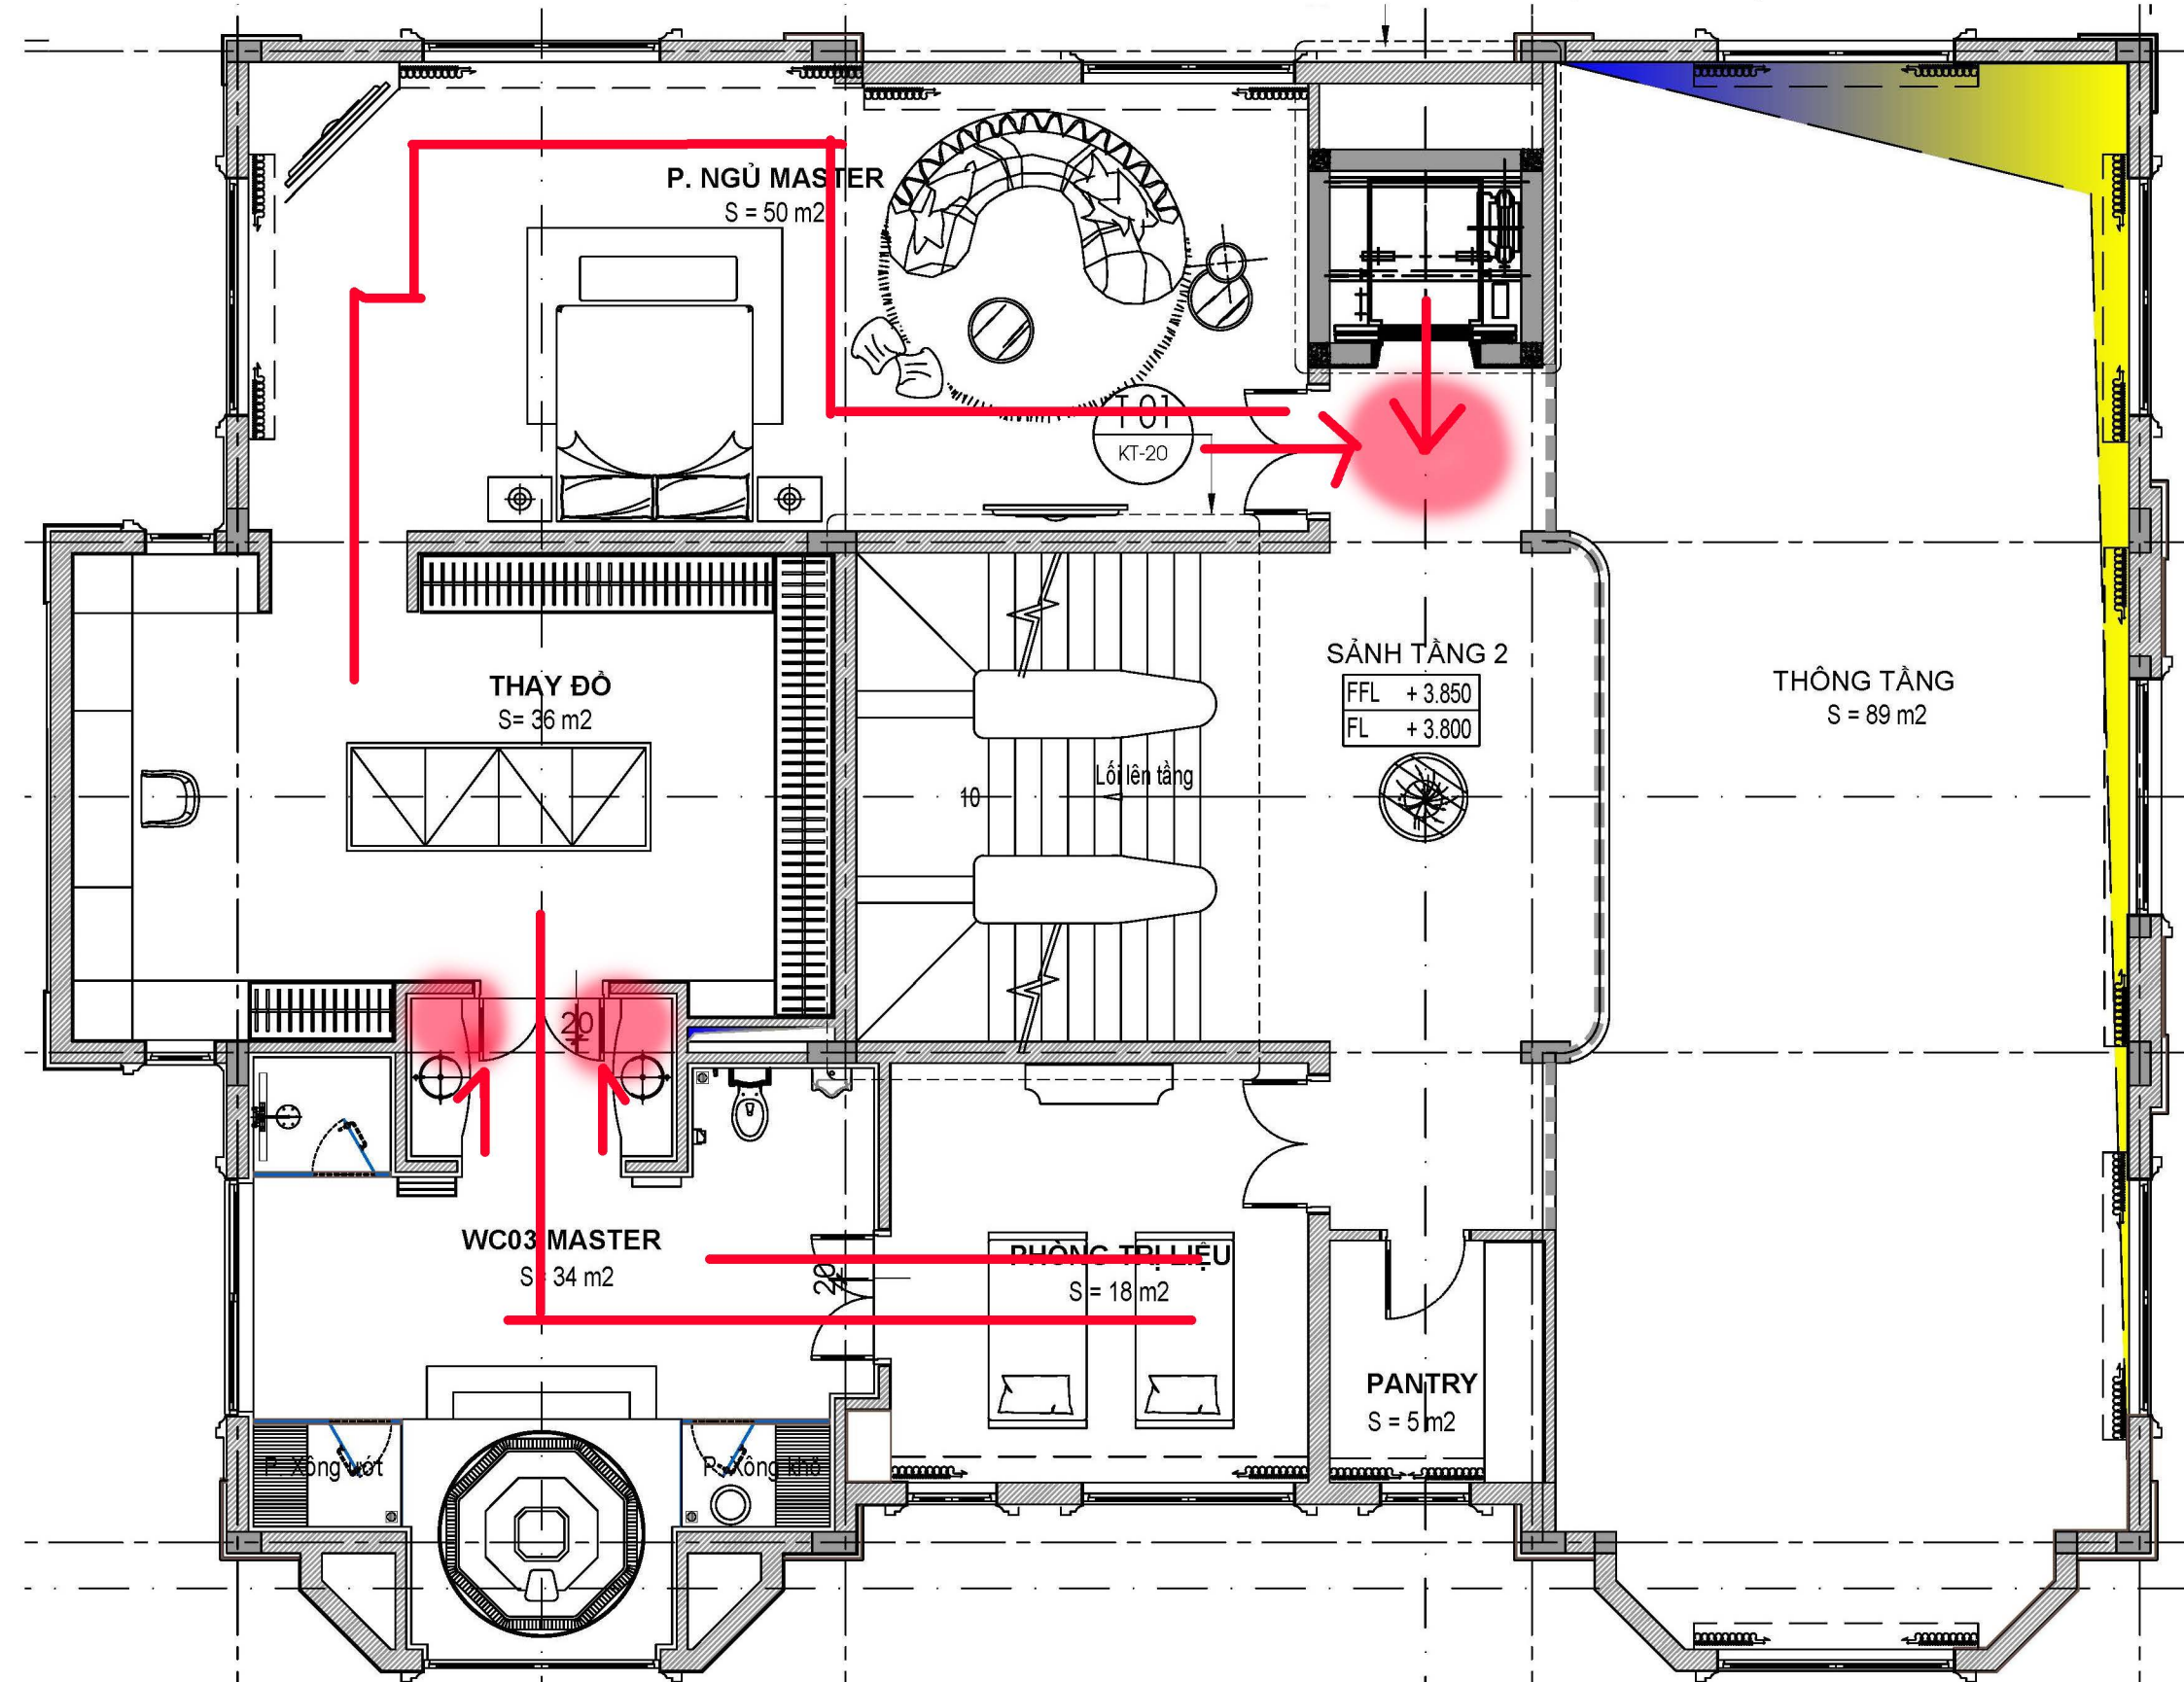 P. NGỦ MASTER
S = 50 m2
T 01
KT-20
THAY ĐỒ
S= 36 m2
SẢNH TẦNG 2
FFL + 3.850
FL + 3.800
THÔNG TẦNG
S = 89 m2
Lối lên tầng
10
20
WC03 MASTER
S = 34 m2
20
PHÒNG TRỊ LIỆU
S = 18 m2
PANTRY
S = 5 m2
P. Xông ướt
P. Xông khô